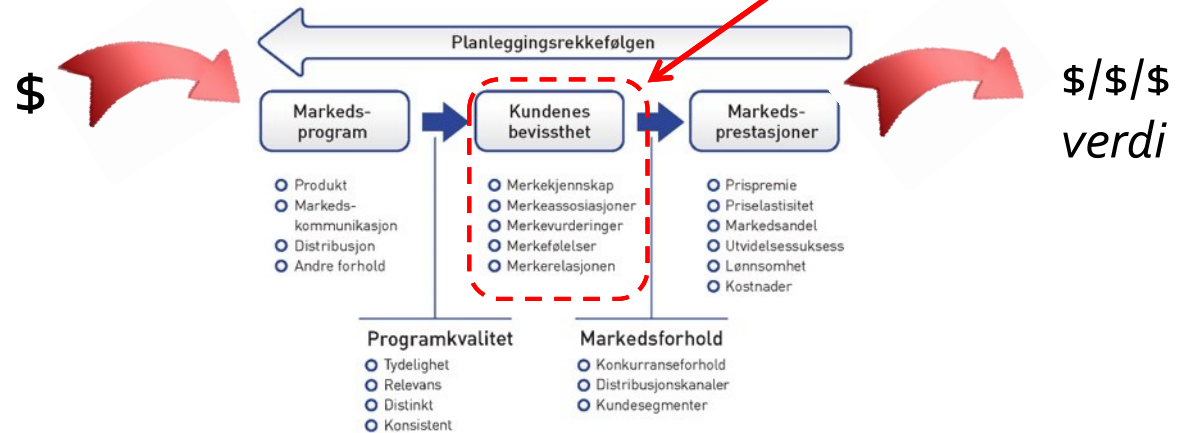 Planleggingsrekkefølgen
$
$/$/$
verdi
Markeds-
program
Kundenes
bevissthet
Markeds-
prestasjoner
Produkt
Markeds-
kommunikasjon
Distribusjon
Andre forhold
Merkekjennskap
Merkeassosiasjoner
Merkevurderinger
Merkefølelser
Merkerelasjonen
Prispremie
Priselastisitet
Markedsandel
Utvidelsessuksess
Lønnsomhet
Kostnader
Programkvalitet
Tydelighet
Relevans
Distinkt
Konsistent
Markedsforhold
Konkurranseforhold
Distribusjonskanaler
Kundesegmenter